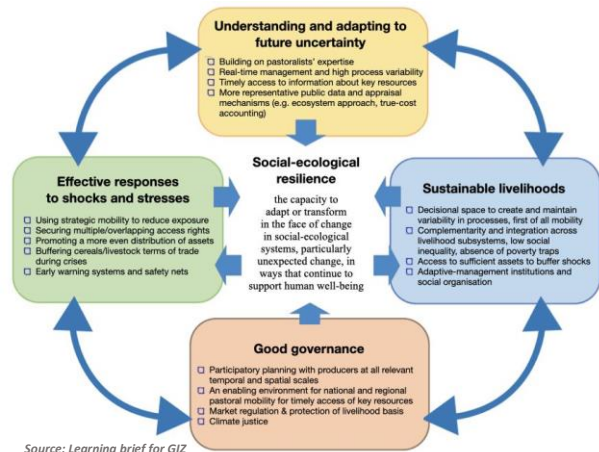 Understanding and adapting to
future uncertainty
Building on pastoralists' expertise
Real-time management and high process variability
Timely access to information about key resources
More representative public data and appraisal
mechanisms (e.g. ecosystem approach, true-cost
accounting)
Effective responses
to shocks and stresses
Using strategic mobility to reduce exposure
Securing multiple/overlapping access rights
Promoting a more even distribution of assets
Buffering cereals/livestock terms of trade
during crises
Early warning systems and safety nets
Social-ecological
resilience
the capacity to
adapt or transform
in the face of change
in social-ecological
systems, particularly
unexpected change, in
ways that continue to
support human well-being
Sustainable livelihoods
Decisional space to create and maintain
variability in processes, first of all mobility
Complementarity and integration across
livelihood subsystems, low social
inequality, absence of poverty traps
Access to sufficient assets to buffer shocks
Adaptive-management institutions and
social organisation
Good governance
Participatory planning with producers at all relevant
temporal and spatial scales
An enabling environment for national and regional
pastoral mobility for timely access of key resources
Market regulation & protection of livelihood basis
Climate justice
Source: Learning brief for GIZ